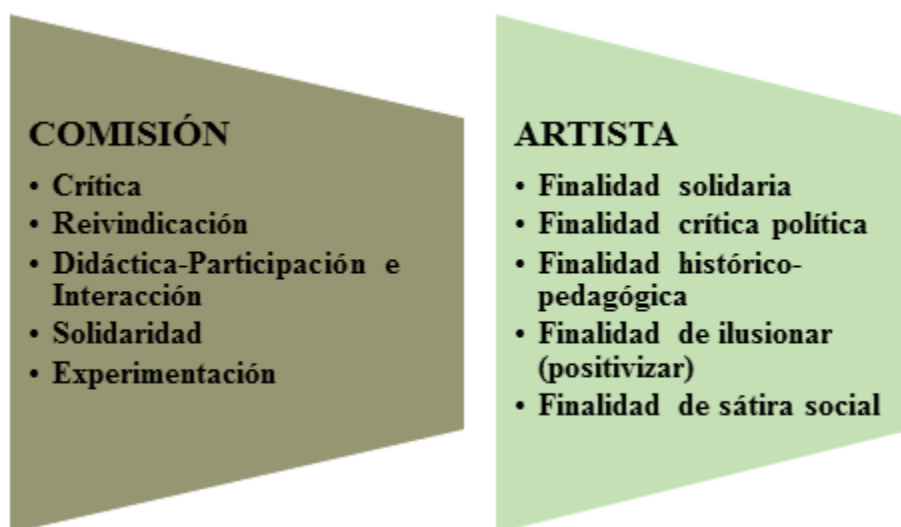 COMISIÓN
• Crítica
• Reivindicación
• Didáctica-Participación e
Interacción
• Solidaridad
• Experimentación
ARTISTA
• Finalidad solidaria
• Finalidad crítica política
• Finalidad histórico-
pedagógica
• Finalidad de ilusionar
(positivizar)
• Finalidad de sátira social